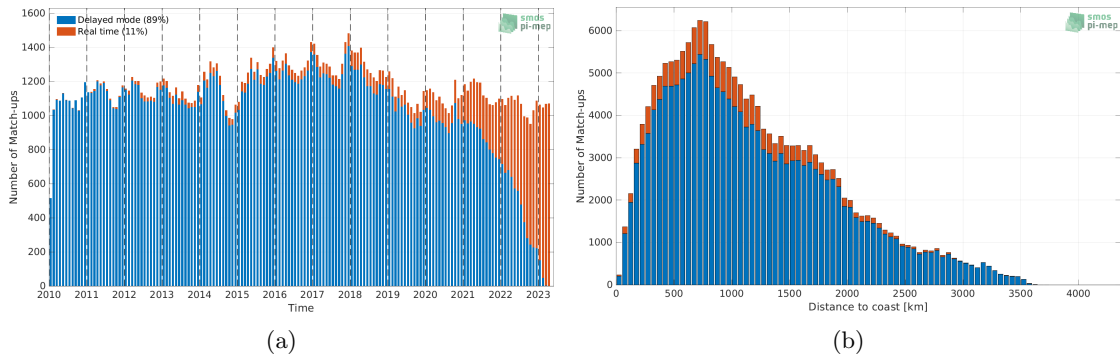 Delayed mode (89%)
Real time (11%)
smos
pi-mep
1600
1400
1200
1000
800
600
400
200
0
Number of Match-ups
2010 2011 2012 2013 2014 2015 2016 2017 2018 2019 2020 2021 2022 2023
Time
(a)
smos
pi-mep
6000
5000
4000
3000
2000
1000
0
Number of Match-ups
0 500 1000 1500 2000 2500 3000 3500 4000
Distance to coast [km]
(b)